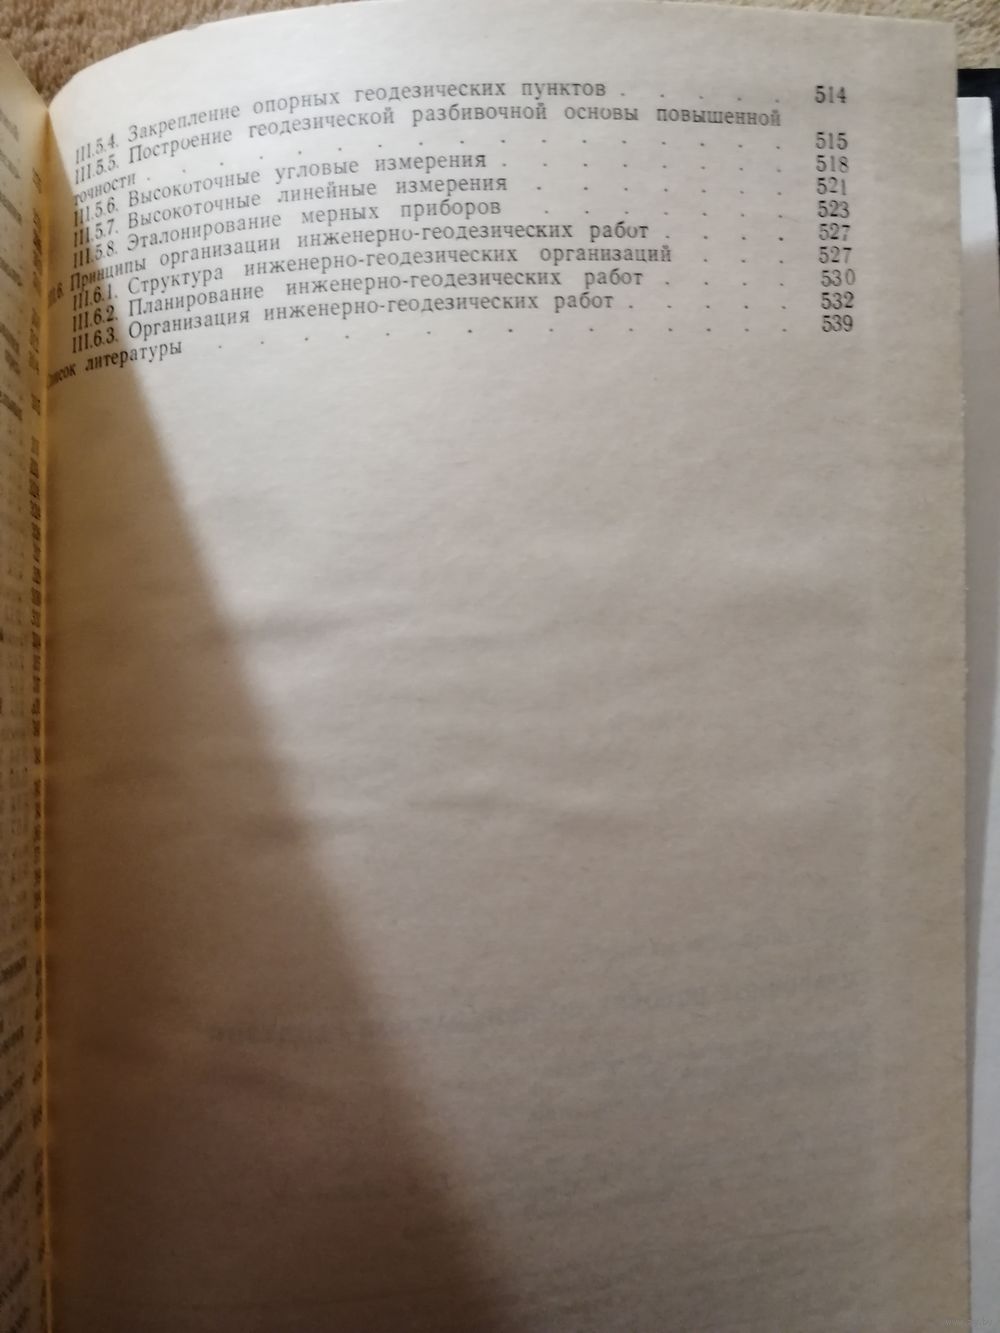 III.5.4. Закрепление опорных геодезических пунктов . . . . . 514
III.5.5. Построение геодезической разбивочной основы повышенной
точности . . . . . . . . . . . . . . . 515
III.5.6. Высокоточные угловые измерения . . . . . . . 518
III.5.7. Высокоточные линейные измерения . . . . . . . 521
III.5.8. Эталонирование мерных приборов . . . . . . . 523
III.6. Принципы организации инженерно-геодезических работ . . . . 527
III.6.1. Структура инженерно-геодезических организаций . . . 527
III.6.2. Планирование инженерно-геодезических работ . . . . 530
III.6.3. Организация инженерно-геодезических работ . . . . . 532
Список литературы . . . . . . . . . . . . . . 539